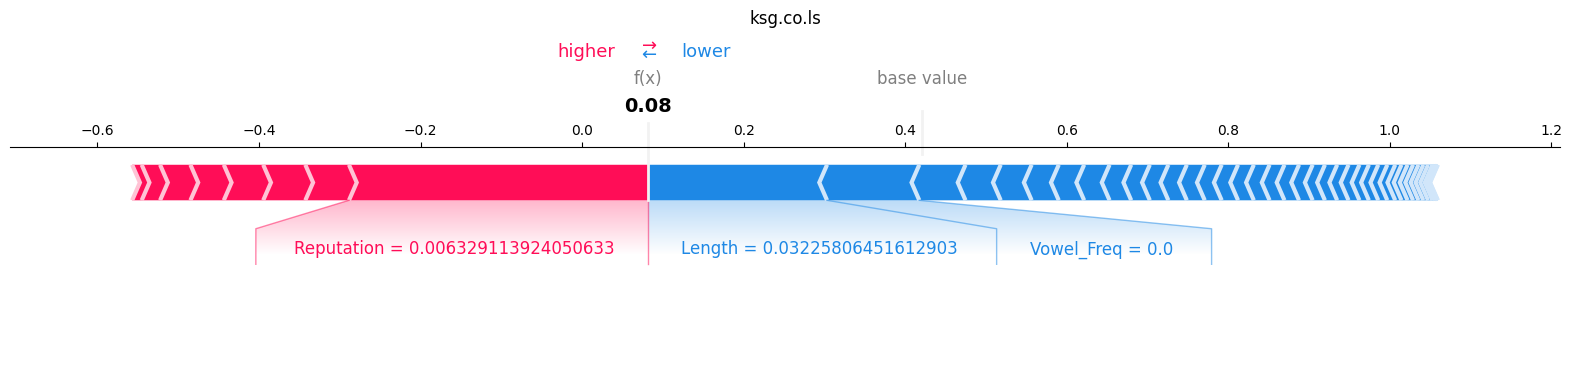 ksg.co.ls
higher → ← lower
f(x) base value
0.08
−0.6 −0.4 −0.2 0.0 0.2 0.4 0.6 0.8 1.0 1.2
Reputation = 0.006329113924050633 Length = 0.03225806451612903 Vowel_Freq = 0.0